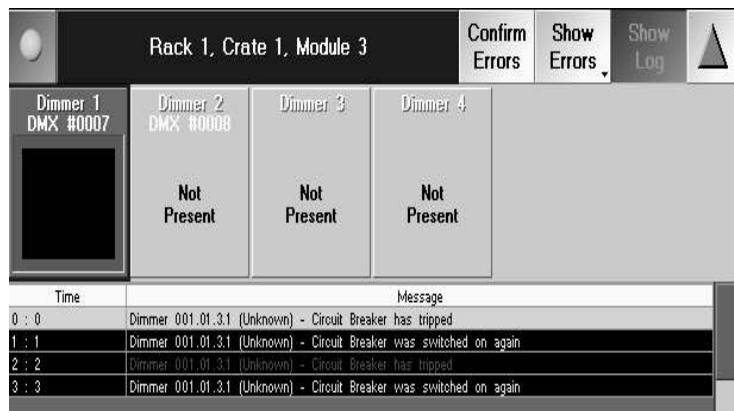 Rack 1, Crate 1, Module 3
Confirm Errors
Show Errors
Show Log
Dimmer 1
DMX #0007
Dimmer 2
DMX #0008
Not Present
Dimmer 3
Not Present
Dimmer 4
Not Present
Time Message
0 : 0 Dimmer 001.01.3.1 (Unknown) - Circuit Breaker has tripped
1 : 1 Dimmer 001.01.3.1 (Unknown) - Circuit Breaker was switched on again
2 : 2 Dimmer 001.01.3.1 (Unknown) - Circuit Breaker has tripped
3 : 3 Dimmer 001.01.3.1 (Unknown) - Circuit Breaker was switched on again